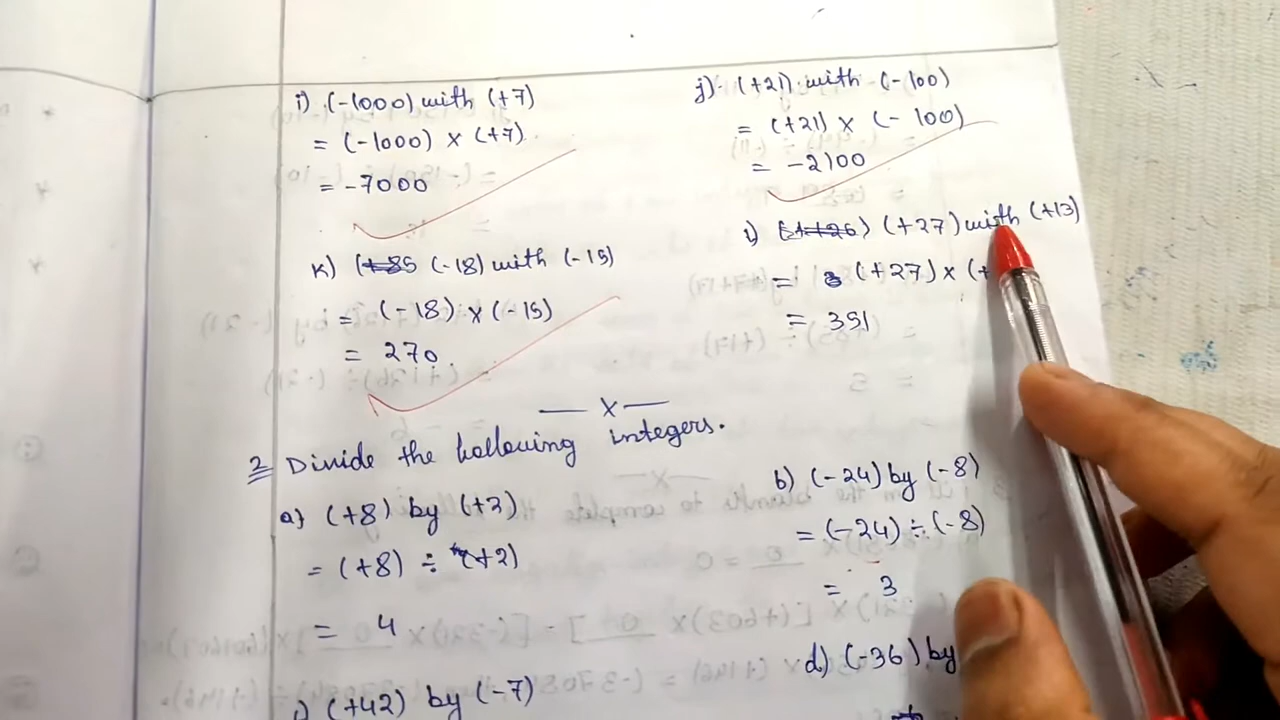 i) (-1000) with (+7)
= (-1000) × (+7)
= -7000
j) (+21) with (-100)
= (+21) × (-100)
= -2100
k) (-18) with (-15)
= (-18) × (-15)
= 270
l) (+27) with (+13)
= (+27) × (+
= 351
— X —
2 Divide the following integers.
a) (+8) by (+2)
= (+8) ÷ (+2)
= 4
b) (-24) by (-8)
= (-24) ÷ (-8)
= 3
(+42) by (-7)
d) (-36) by